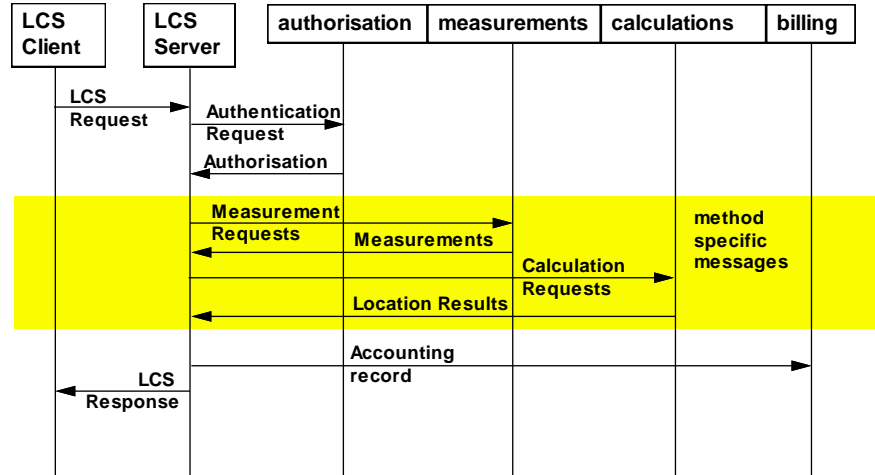 LCS
Client
LCS
Server
authorisation
measurements
calculations
billing
LCS
Request
Authentication
Request
Authorisation
Measurement
Requests
Measurements
method
specific
messages
Calculation
Requests
Location Results
Accounting
record
LCS
Response